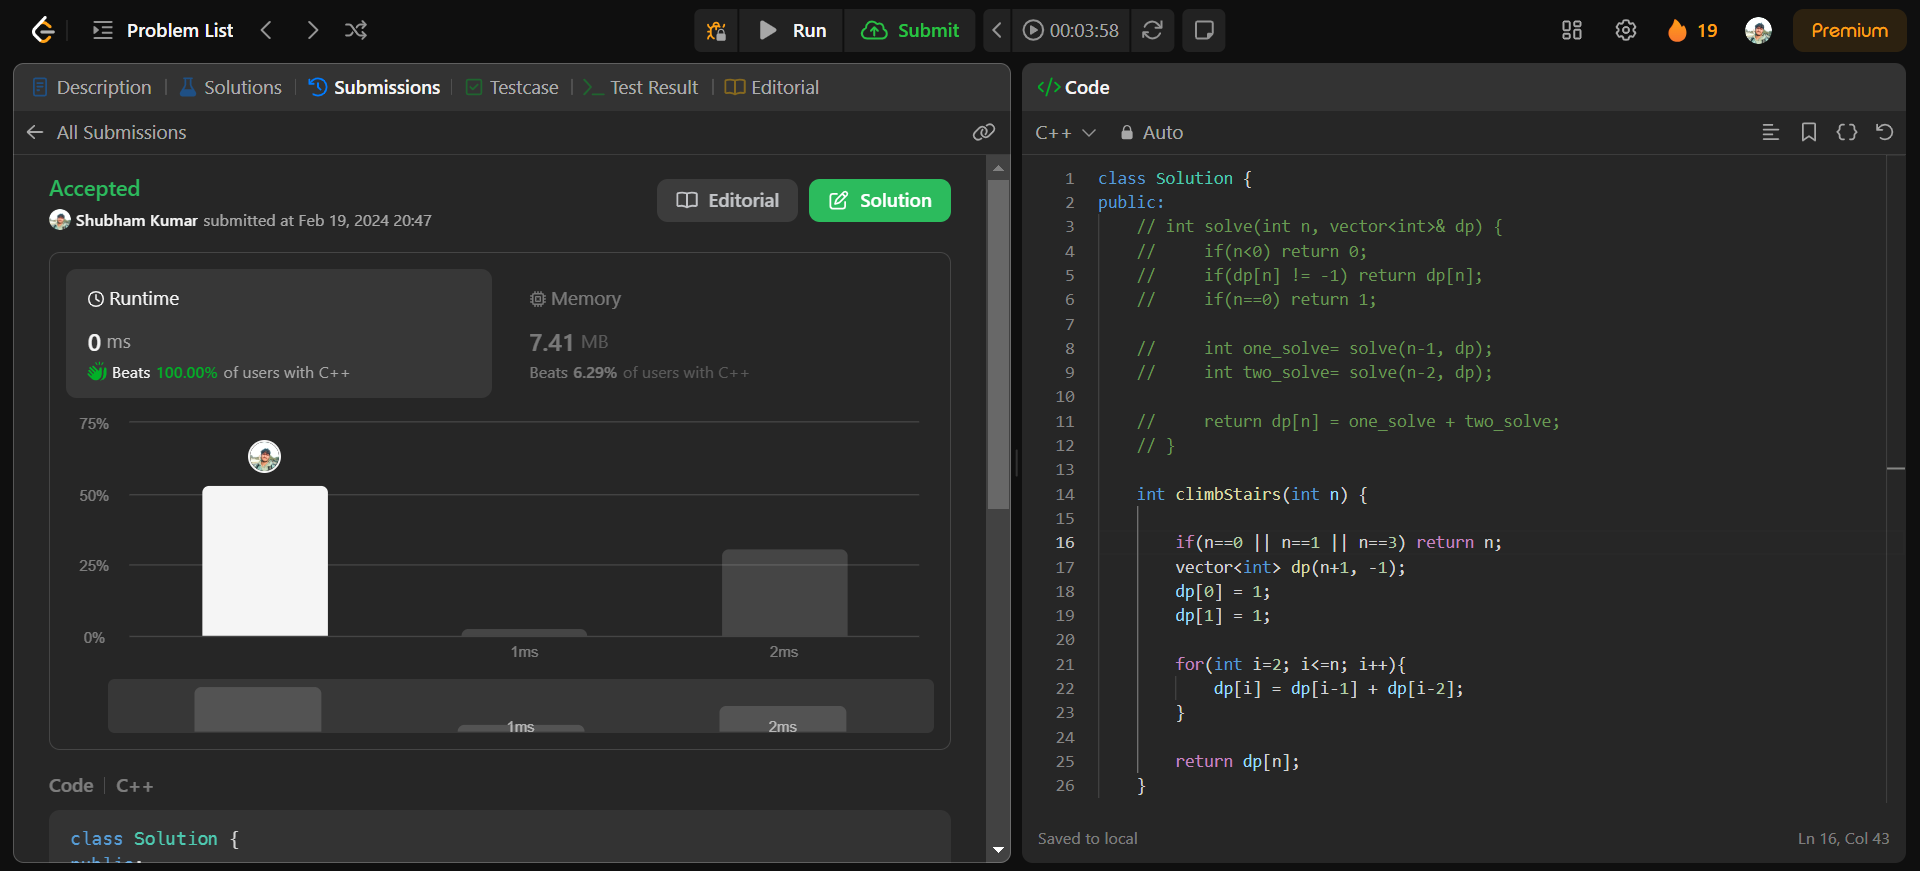 Problem List
Run
Submit
00:03:58
19
Premium
Description
Solutions
Submissions
Testcase
Test Result
Editorial
All Submissions
Accepted
Shubham Kumar submitted at Feb 19, 2024 20:47
Editorial
Solution
Runtime
0 ms
Beats 100.00% of users with C++
Memory
7.41 MB
Beats 6.29% of users with C++
75%
50%
25%
0%
1ms
2ms
1ms
2ms
Code | C++
class Solution {
public:
</> Code
C++
Auto
1 class Solution {
2 public:
3     // int solve(int n, vector<int>& dp) {
4     //     if(n<0) return 0;
5     //     if(dp[n] != -1) return dp[n];
6     //     if(n==0) return 1;
7
8     //     int one_solve= solve(n-1, dp);
9     //     int two_solve= solve(n-2, dp);
10
11     //     return dp[n] = one_solve + two_solve;
12     // }
13
14     int climbStairs(int n) {
15
16         if(n==0 || n==1 || n==3) return n;
17         vector<int> dp(n+1, -1);
18         dp[0] = 1;
19         dp[1] = 1;
20
21         for(int i=2; i<=n; i++){
22             dp[i] = dp[i-1] + dp[i-2];
23         }
24
25         return dp[n];
26     }
Saved to local
Ln 16, Col 43